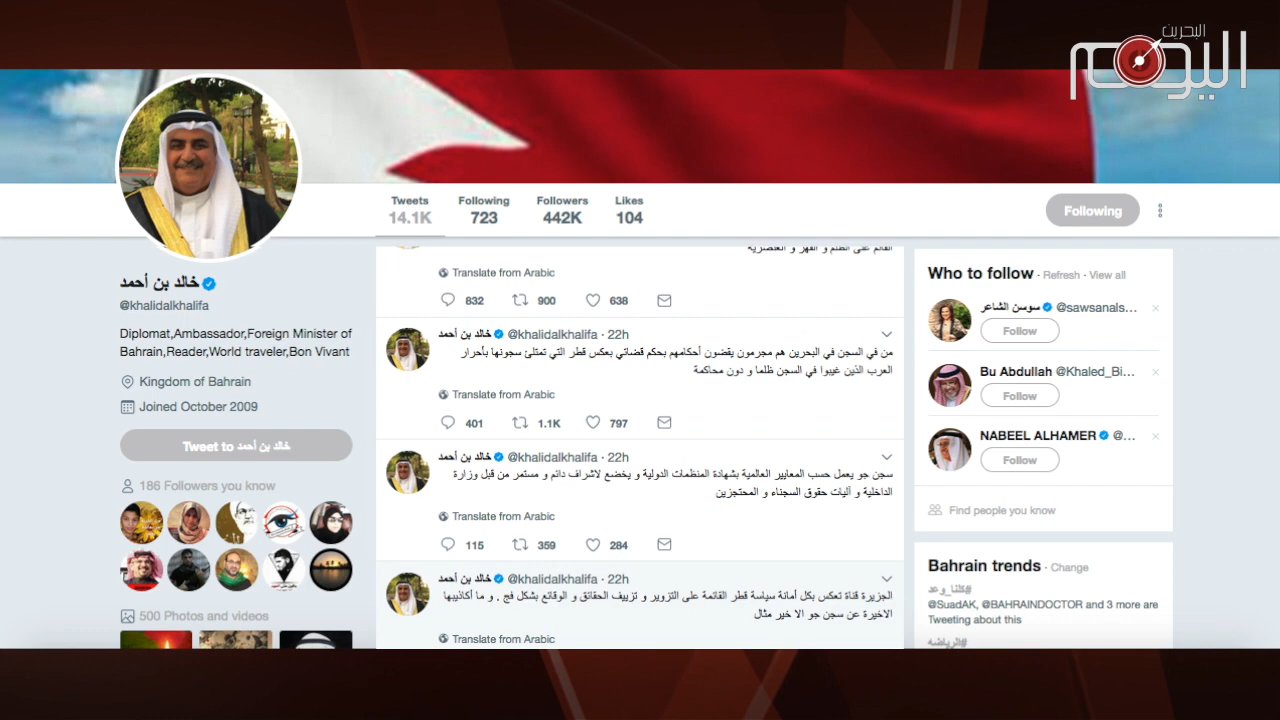 البحرين
اليوم
Tweets
14.1K
Following
723
Followers
442K
Likes
104
Following
خالد بن أحمد
@khalidalkhalifa
Diplomat,Ambassador,Foreign Minister of
Bahrain,Reader,World traveler,Bon Vivant
Kingdom of Bahrain
Joined October 2009
Tweet to خالد بن أحمد
186 Followers you know
500 Photos and videos
القائم على الظلم و القهر و العنصرية
Translate from Arabic
832 900 638
خالد بن أحمد @khalidalkhalifa · 22h
من في السجن في البحرين هم مجرمون يقضون أحكامهم بحكم قضائي بعكس قطر التي تمتلئ سجونها بأحرار
العرب الذين غيبوا في السجن ظلما و دون محاكمة
Translate from Arabic
401 1.1K 797
خالد بن أحمد @khalidalkhalifa · 22h
سجن جو يعمل حسب المعايير العالمية بشهادة المنظمات الدولية و يخضع لاشراف دائم و مستمر من قبل وزارة
الداخلية و آليات حقوق السجناء و المحتجزين
Translate from Arabic
115 359 284
خالد بن أحمد @khalidalkhalifa · 22h
الجزيرة قناة تعكس بكل أمانة سياسة قطر القائمة على التزوير و تزييف الحقائق و الوقائع بشكل فج . و ما أكاذيبها
الاخيرة عن سجن جو الا خير مثال
Translate from Arabic
Who to follow · Refresh · View all
سوسن الشاعر @sawsanals...
Follow
Bu Abdullah @Khaled_Bi...
Follow
NABEEL ALHAMER @...
Follow
Find people you know
Bahrain trends · Change
#كلنا_وعد
@SuadAK, @BAHRAINDOCTOR and 3 more are
Tweeting about this
#الرياضه